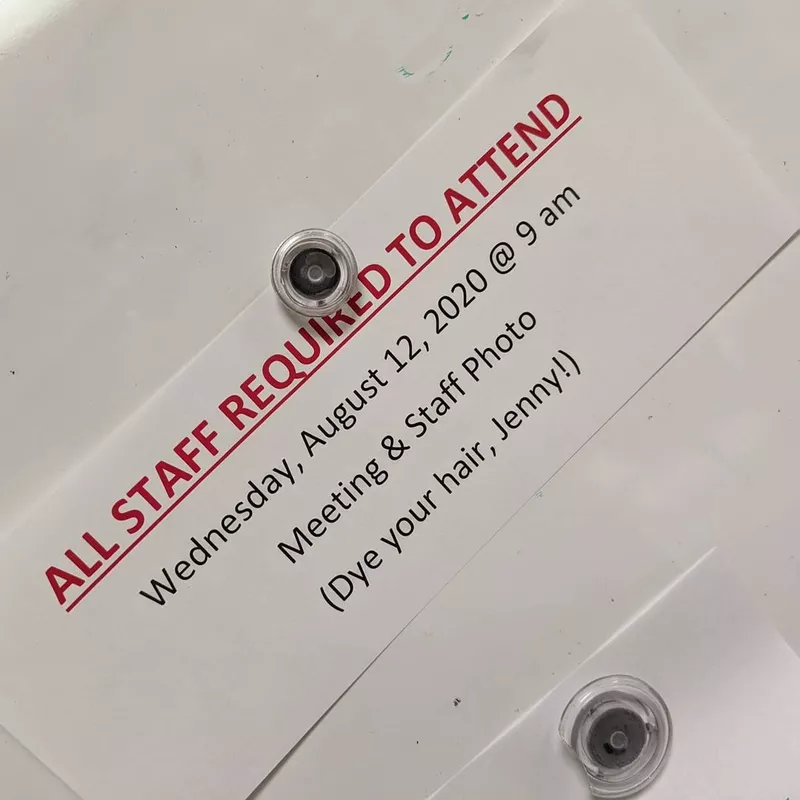 ALL STAFF REQUIRED TO ATTEND
Wednesday, August 12, 2020 @ 9 am
Meeting & Staff Photo
(Dye your hair, Jenny!)